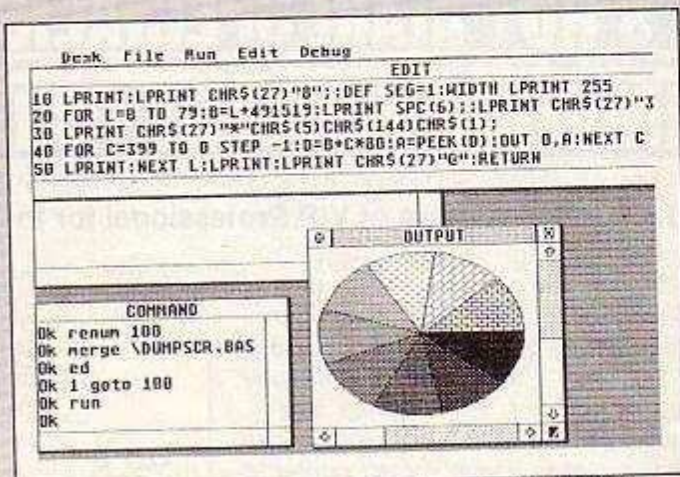 Desk File Run Edit Debug
EDIT
10 LPRINT:LPRINT CHR$(27)"8";:DEF SEG=1:WIDTH LPRINT 255
20 FOR L=0 TO 79:B=L+491519:LPRINT SPC(6);:LPRINT CHR$(27)"3
30 LPRINT CHR$(27)"*"CHR$(5)CHR$(144)CHR$(1);
40 FOR C=399 TO 0 STEP -1:D=B+C*80:A=PEEK(D):OUT 0,A:NEXT C
50 LPRINT:NEXT L:LPRINT:LPRINT CHR$(27)"@":RETURN
OUTPUT
COMMAND
Ok renum 100
Ok merge \DUMPSCR.BAS
Ok ed
Ok 1 goto 100
Ok run
Ok